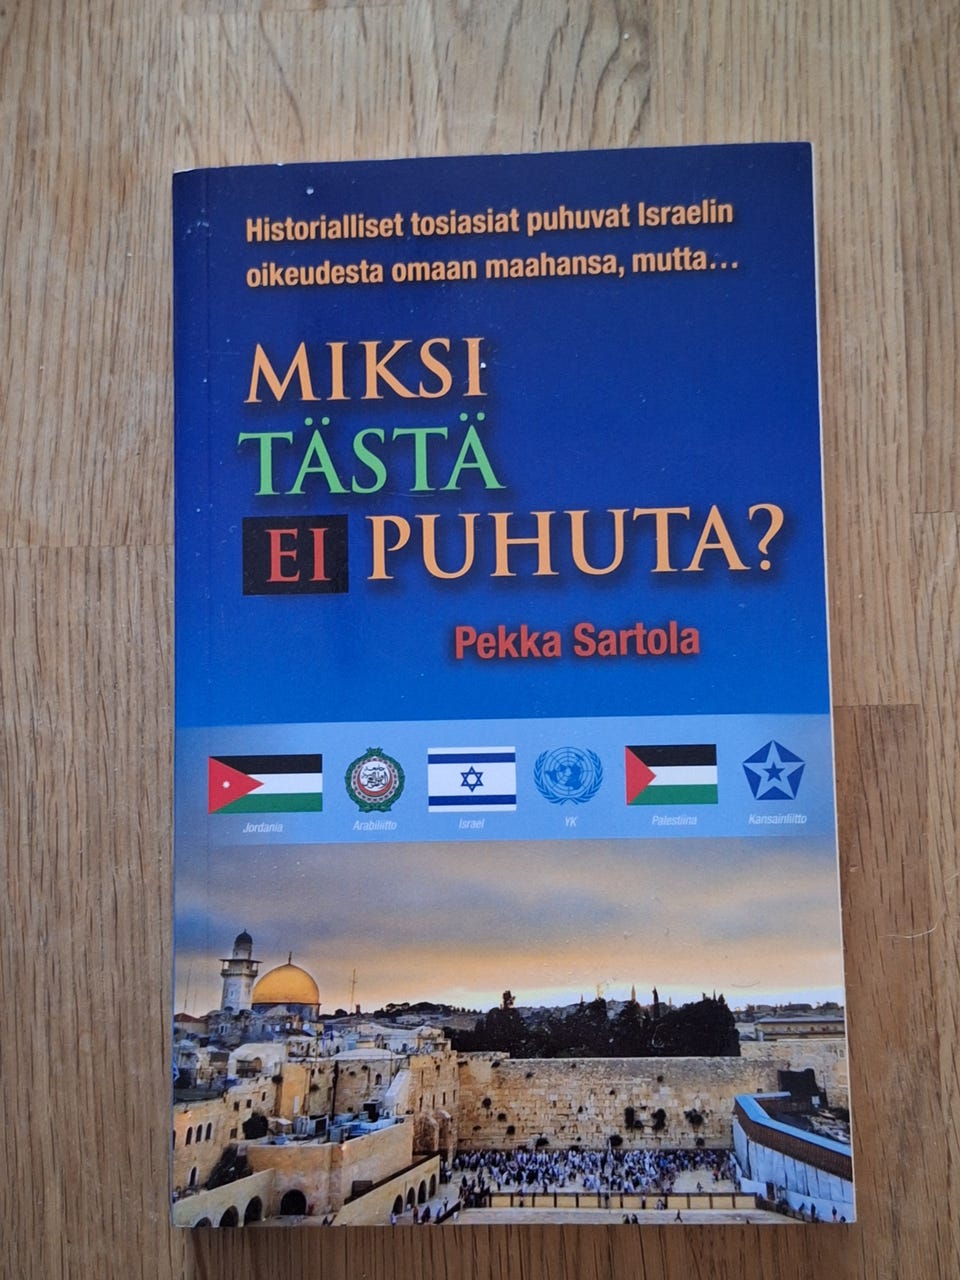 Historialliset tosiasiat puhuvat Israelin
oikeudesta omaan maahansa, mutta...
MIKSI
TÄSTÄ
EI PUHUTA?
Pekka Sartola
Jordania Arabiliitto Israel YK Palestiina Kansainliitto